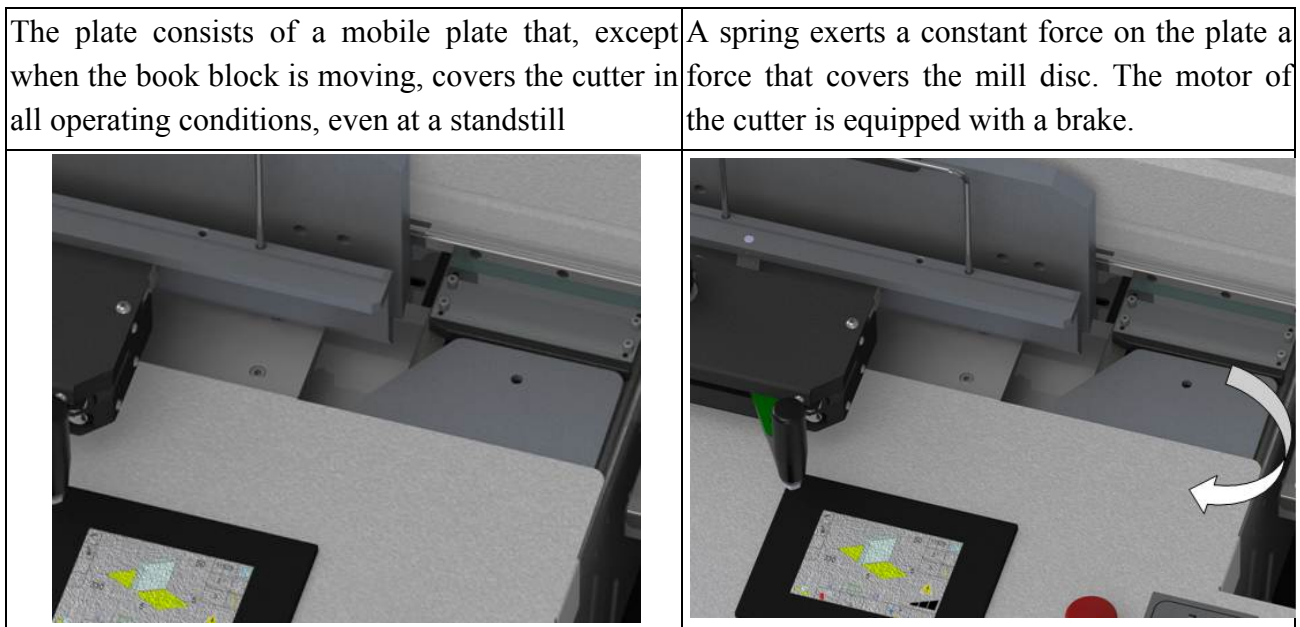 The plate consists of a mobile plate that, except
when the book block is moving, covers the cutter in
all operating conditions, even at a standstill
A spring exerts a constant force on the plate a
force that covers the mill disc. The motor of
the cutter is equipped with a brake.